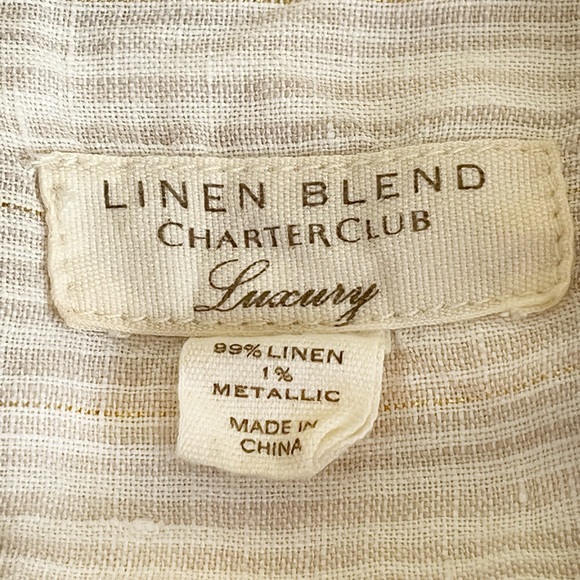 LINEN BLEND
CHARTER CLUB
Luxury
99% LINEN
1%
METALLIC
MADE IN
CHINA